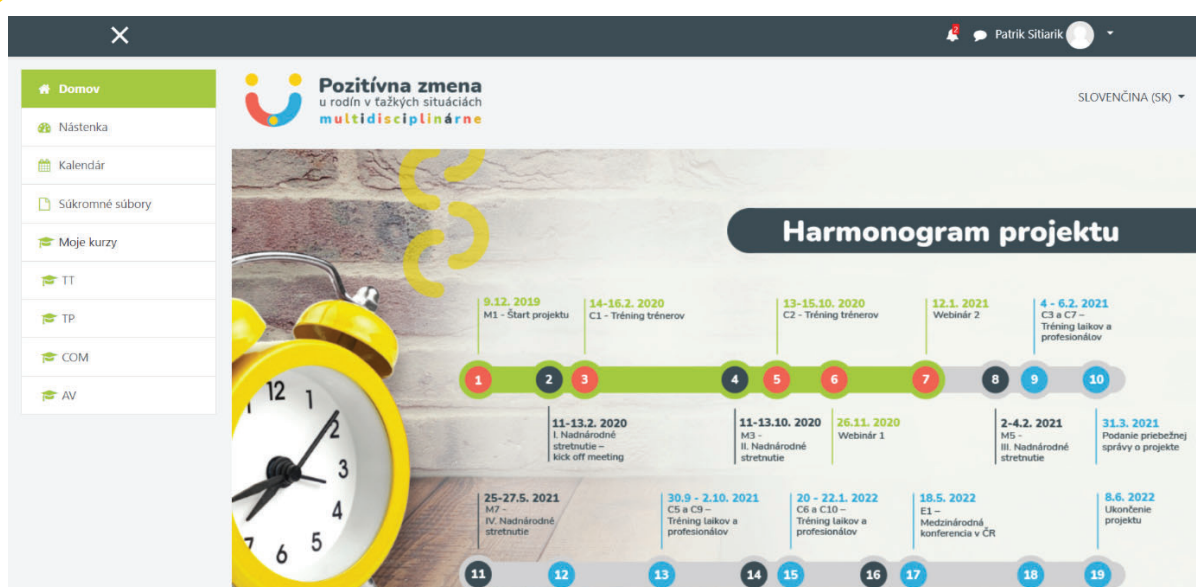 2
Patrik Sitiarik
Domov
Nástenka
Kalendár
Súkromné súbory
Moje kurzy
TT
TP
COM
AV
Pozitívna zmena
u rodín v ťažkých situáciách
multidisciplinárne
SLOVENČINA (SK)
Harmonogram projektu
9.12. 2019
M1 - Štart projektu
14-16.2. 2020
C1 - Tréning trénerov
13-15.10. 2020
C2 - Tréning trénerov
12.1. 2021
Webinár 2
4 - 6.2. 2021
C3 a C7 –
Tréning laikov a
profesionálov
1 2 3 4 5 6 7 8 9 10
11-13.2. 2020
I. Nadnárodné
stretnutie –
kick off meeting
11-13.10. 2020
M3 -
II. Nadnárodné
stretnutie
26.11. 2020
Webinár 1
2-4.2. 2021
M5 -
III. Nadnárodné
stretnutie
31.3. 2021
Podanie priebežnej
správy o projekte
25-27.5. 2021
M7 -
IV. Nadnárodné
stretnutie
30.9 - 2.10. 2021
C5 a C9 –
Tréning laikov a
profesionálov
20 - 22.1. 2022
C6 a C10 –
Tréning laikov a
profesionálov
18.5. 2022
E1 –
Medzinárodná
konferencia v ČR
8.6. 2022
Ukončenie
projektu
11 12 13 14 15 16 17 18 19
12 1 2 3 4 5 6 7